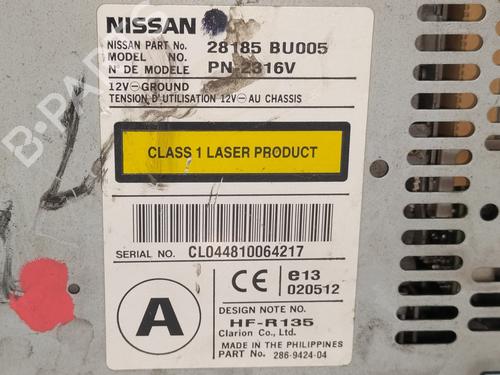 NISSAN
NISSAN PART No. 28185 BU005
MODEL NO.
N° DE MODELE PN-2316V
12V⎓GROUND
TENSION D'UTILISATION 12V⎓ AU CHASSIS
CLASS 1 LASER PRODUCT
SERIAL NO. CL044810064217
A
CE e13
020512
DESIGN NOTE NO.
HF-R135
Clarion Co., Ltd.
MADE IN THE PHILIPPINES
PART No. 286-9424-04
B-PARTS